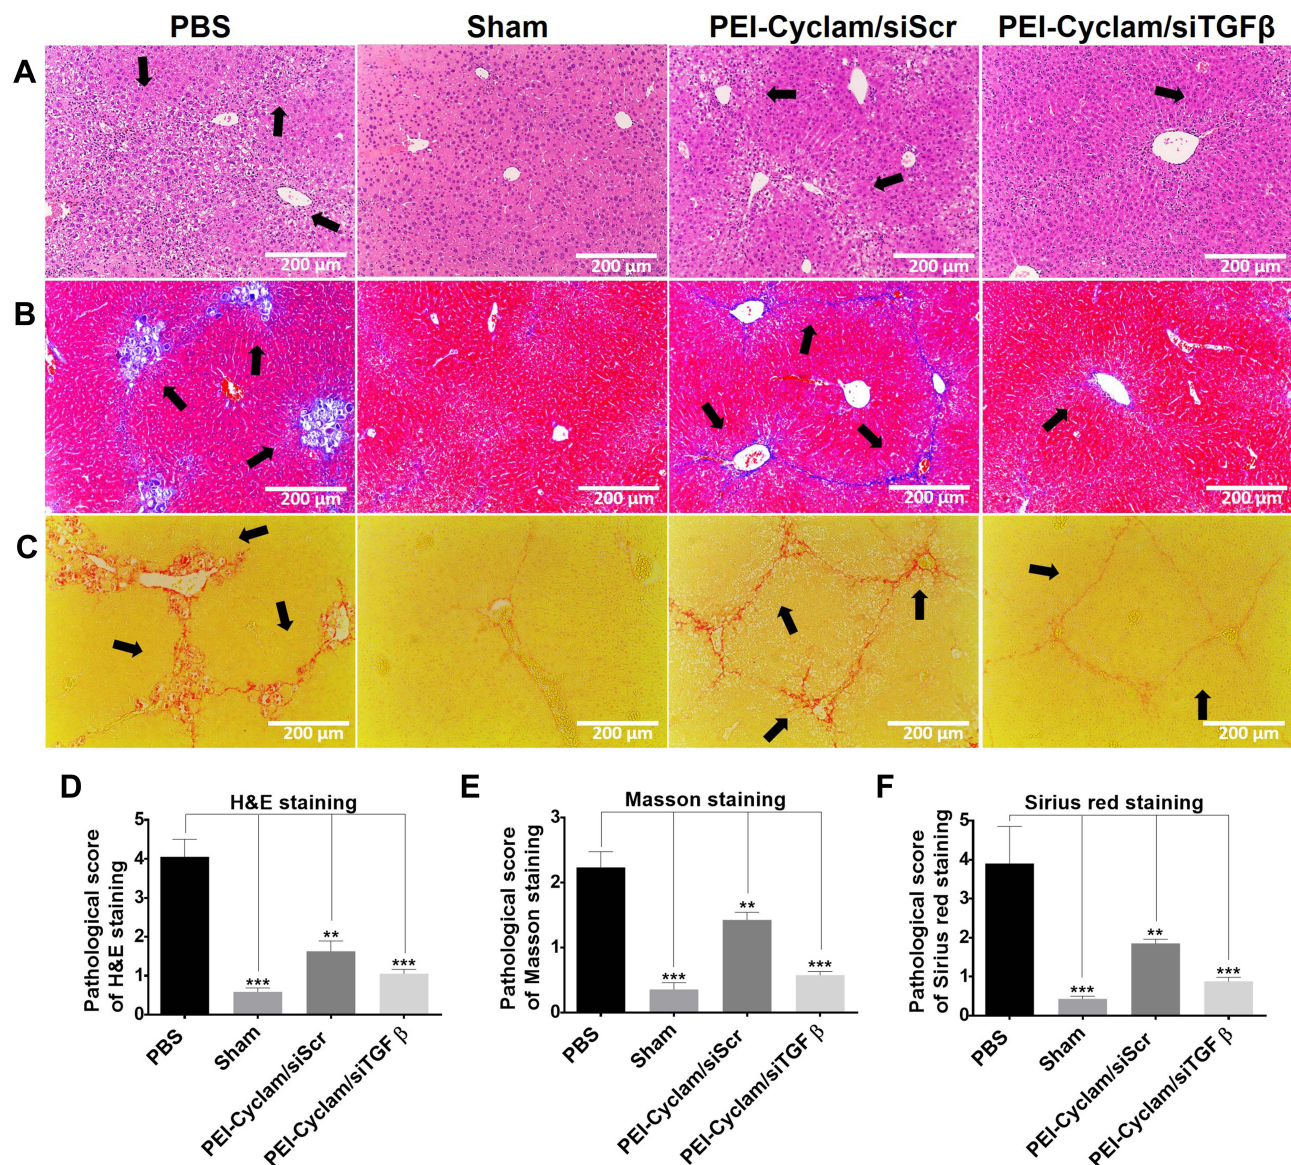 PBS Sham PEI-Cyclam/siScr PEI-Cyclam/siTGFβ
A
200 µm 200 µm 200 µm 200 µm
B
200 µm 200 µm 200 µm 200 µm
C
200 µm 200 µm 200 µm 200 µm
D
H&E staining
Pathological score
of H&E staining
5
4
3
2
1
0
***
**
***
PBS
Sham
PEI-Cyclam/siScr
PEI-Cyclam/siTGF β
E
Masson staining
Pathological score
of Masson staining
3
2
1
0
***
**
***
PBS
Sham
PEI-Cyclam/siScr
PEI-Cyclam/siTGF β
F
Sirius red staining
Pathological score
of Sirius red staining
5
4
3
2
1
0
***
**
***
PBS
Sham
PEI-Cyclam/siScr
PEI-Cyclam/siTGF β